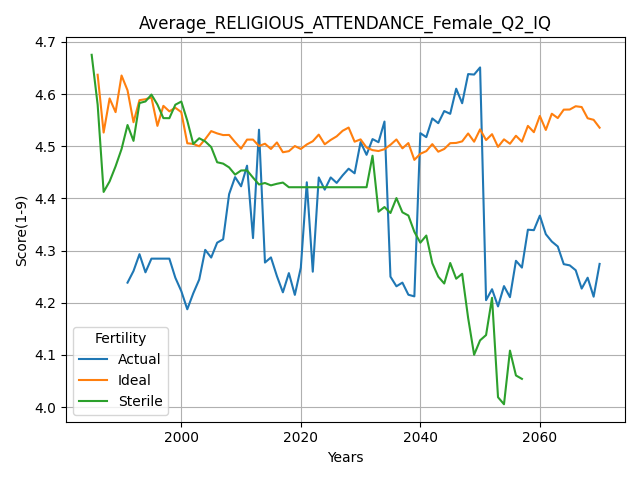 Average_RELIGIOUS_ATTENDANCE_Female_Q2_IQ
4.7
4.6
4.5
4.4
4.3
4.2
4.1
4.0
Score(1-9)
Fertility
Actual
Ideal
Sterile
2000
2020
2040
2060
Years